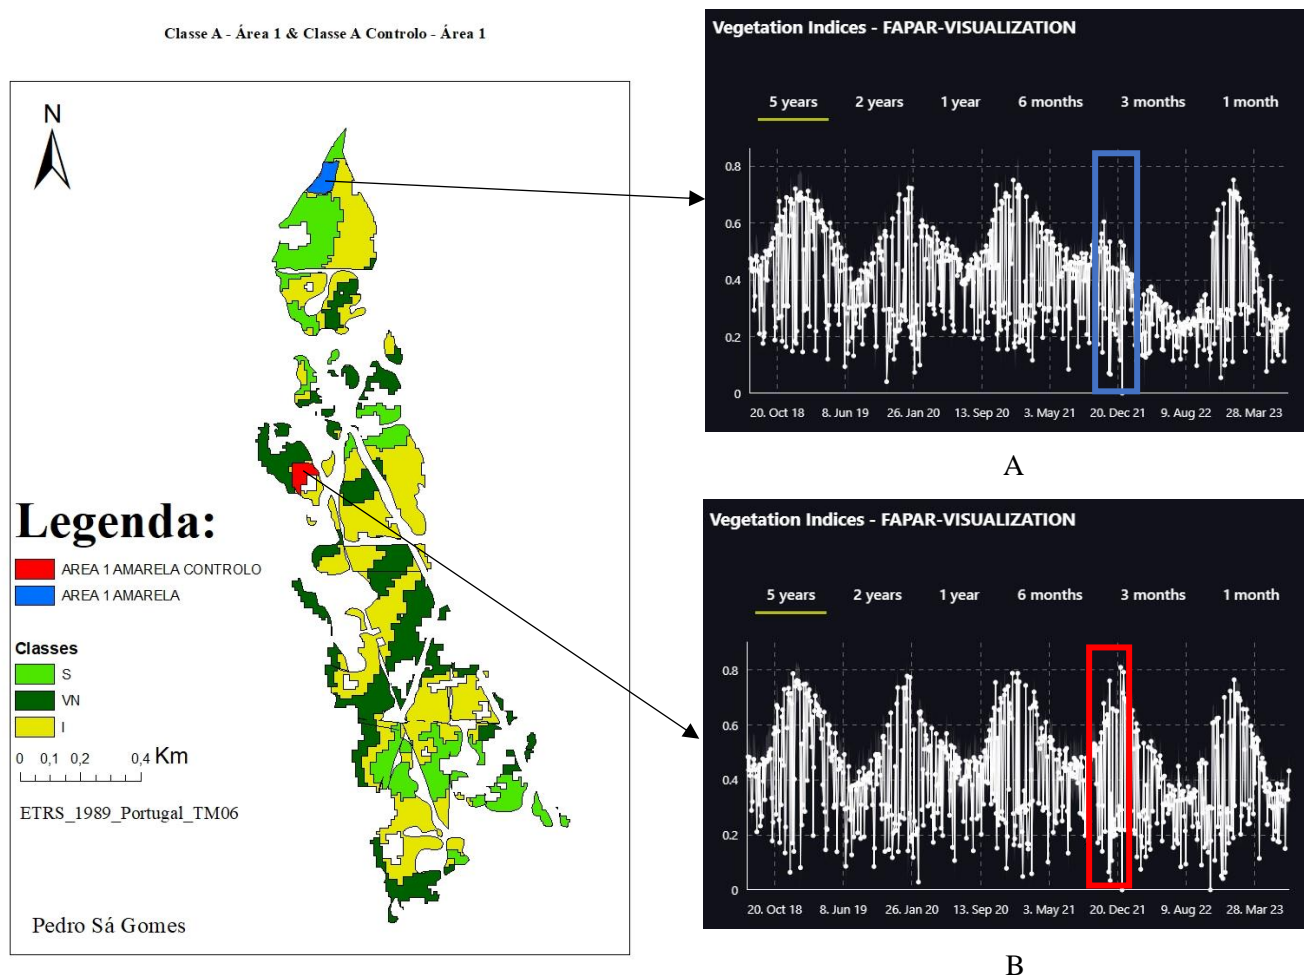 Classe A - Área 1 & Classe A Controlo - Área 1
N
Legenda:
AREA 1 AMARELA CONTROLO
AREA 1 AMARELA
Classes
S
VN
I
0 0,1 0,2 0,4 Km
ETRS_1989_Portugal_TM06
Pedro Sá Gomes
Vegetation Indices - FAPAR-VISUALIZATION
5 years 2 years 1 year 6 months 3 months 1 month
0.8
0.6
0.4
0.2
0
20. Oct 18 8. Jun 19 26. Jan 20 13. Sep 20 3. May 21 20. Dec 21 9. Aug 22 28. Mar 23
A
Vegetation Indices - FAPAR-VISUALIZATION
5 years 2 years 1 year 6 months 3 months 1 month
0.8
0.6
0.4
0.2
0
20. Oct 18 8. Jun 19 26. Jan 20 13. Sep 20 3. May 21 20. Dec 21 9. Aug 22 28. Mar 23
B